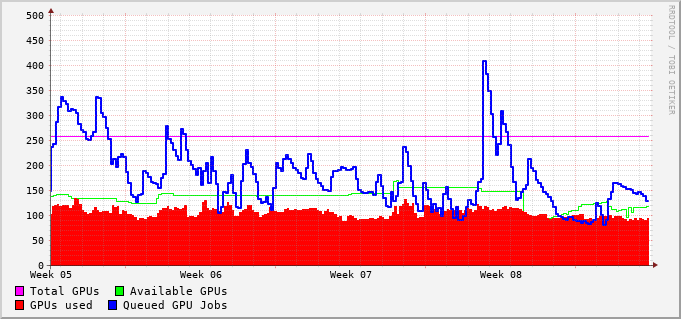 500
450
400
350
300
250
200
150
100
50
0
Week 05 Week 06 Week 07 Week 08
Total GPUs Available GPUs
GPUs used Queued GPU Jobs
RRDTOOL / TOBI OETIKER